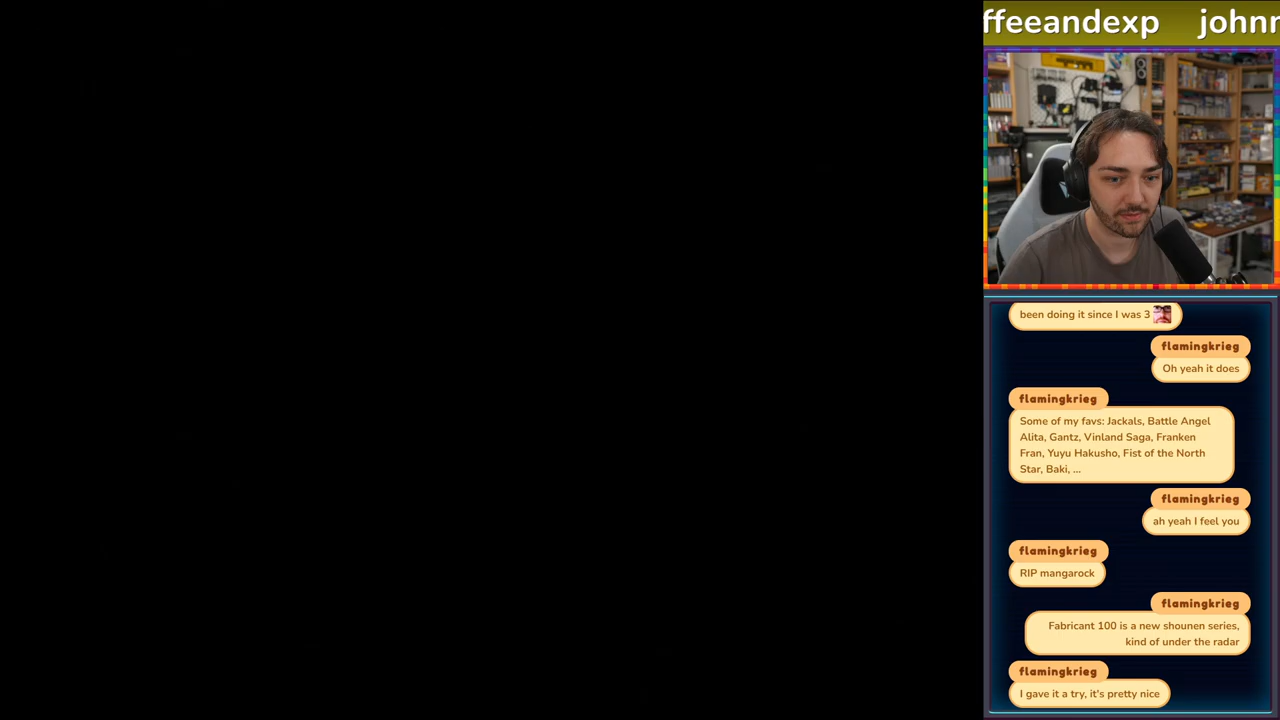 ffeeandexp john
been doing it since I was 3
flamingkrieg
Oh yeah it does
flamingkrieg
Some of my favs: Jackals, Battle Angel
Alita, Gantz, Vinland Saga, Franken
Fran, Yuyu Hakusho, Fist of the North
Star, Baki, ...
flamingkrieg
ah yeah I feel you
flamingkrieg
RIP mangarock
flamingkrieg
Fabricant 100 is a new shounen series,
kind of under the radar
flamingkrieg
I gave it a try, it's pretty nice